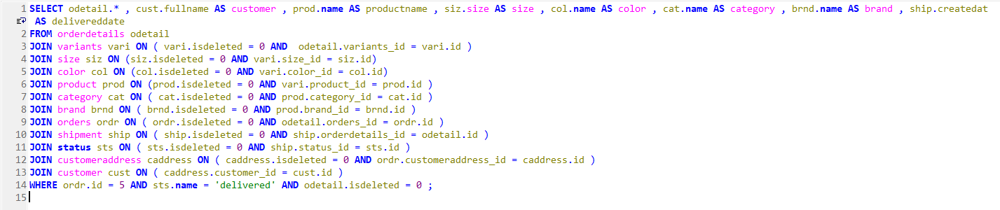 1 SELECT odetail.* , cust.fullname AS customer , prod.name AS productname , siz.size AS size , col.name AS color , cat.name AS category , brnd.name AS brand , ship.createdat
AS delivereddate
2 FROM orderdetails odetail
3 JOIN variants vari ON ( vari.isdeleted = 0 AND  odetail.variants_id = vari.id )
4 JOIN size siz ON (siz.isdeleted = 0 AND vari.size_id = siz.id)
5 JOIN color col ON (col.isdeleted = 0 AND vari.color_id = col.id)
6 JOIN product prod ON (prod.isdeleted = 0 AND vari.product_id = prod.id )
7 JOIN category cat ON ( cat.isdeleted = 0 AND prod.category_id = cat.id )
8 JOIN brand brnd ON ( brnd.isdeleted = 0 AND prod.brand_id = brnd.id )
9 JOIN orders ordr ON ( ordr.isdeleted = 0 AND odetail.orders_id = ordr.id )
10 JOIN shipment ship ON ( ship.isdeleted = 0 AND ship.orderdetails_id = odetail.id )
11 JOIN status sts ON ( sts.isdeleted = 0 AND ship.status_id = sts.id )
12 JOIN customeraddress caddress ON ( caddress.isdeleted = 0 AND ordr.customeraddress_id = caddress.id )
13 JOIN customer cust ON ( caddress.customer_id = cust.id )
14 WHERE ordr.id = 5 AND sts.name = 'delivered' AND odetail.isdeleted = 0 ;
15